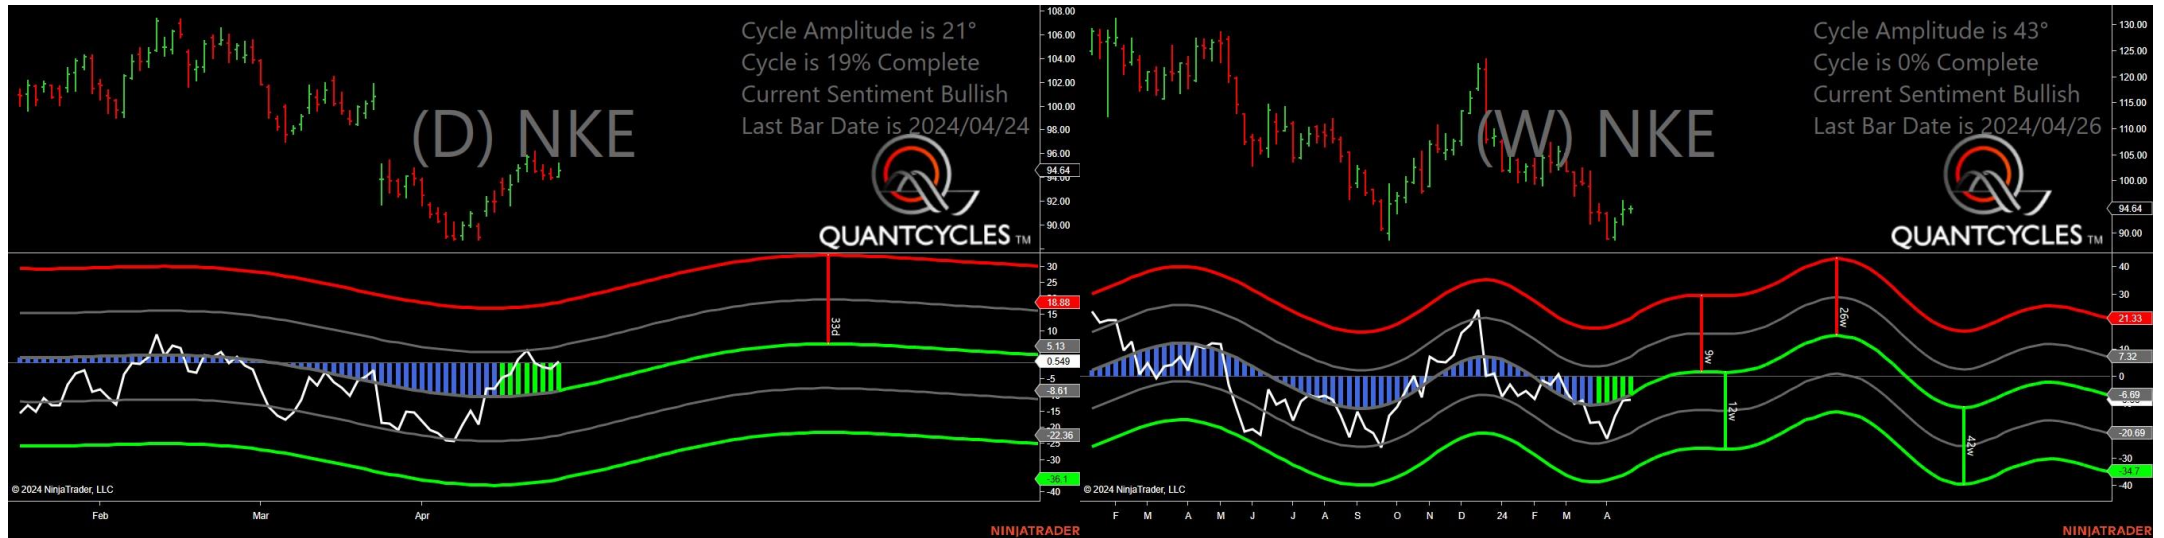 Cycle Amplitude is 21°
Cycle is 19% Complete
Current Sentiment Bullish
Last Bar Date is 2024/04/24
(D) NKE
QUANTCYCLES TM
108.00
106.00
104.00
102.00
100.00
98.00
96.00
94.64
94.00
92.00
90.00
30
25
18.88
15
10
5.13
0.549
-5
-8.61
-15
-22.36
-25
-30
-36.1
-40
33d
© 2024 NinjaTrader, LLC
Feb Mar Apr
NINJATRADER
Cycle Amplitude is 43°
Cycle is 0% Complete
Current Sentiment Bullish
Last Bar Date is 2024/04/26
(W) NKE
QUANTCYCLES TM
130.00
125.00
120.00
115.00
110.00
105.00
100.00
94.64
90.00
40
30
21.33
10
7.32
0
-6.69
-20.69
-30
-34.7
-40
9w
12w
26w
42w
© 2024 NinjaTrader, LLC
F M A M J J A S O N D 24 F M A
NINJATRADER